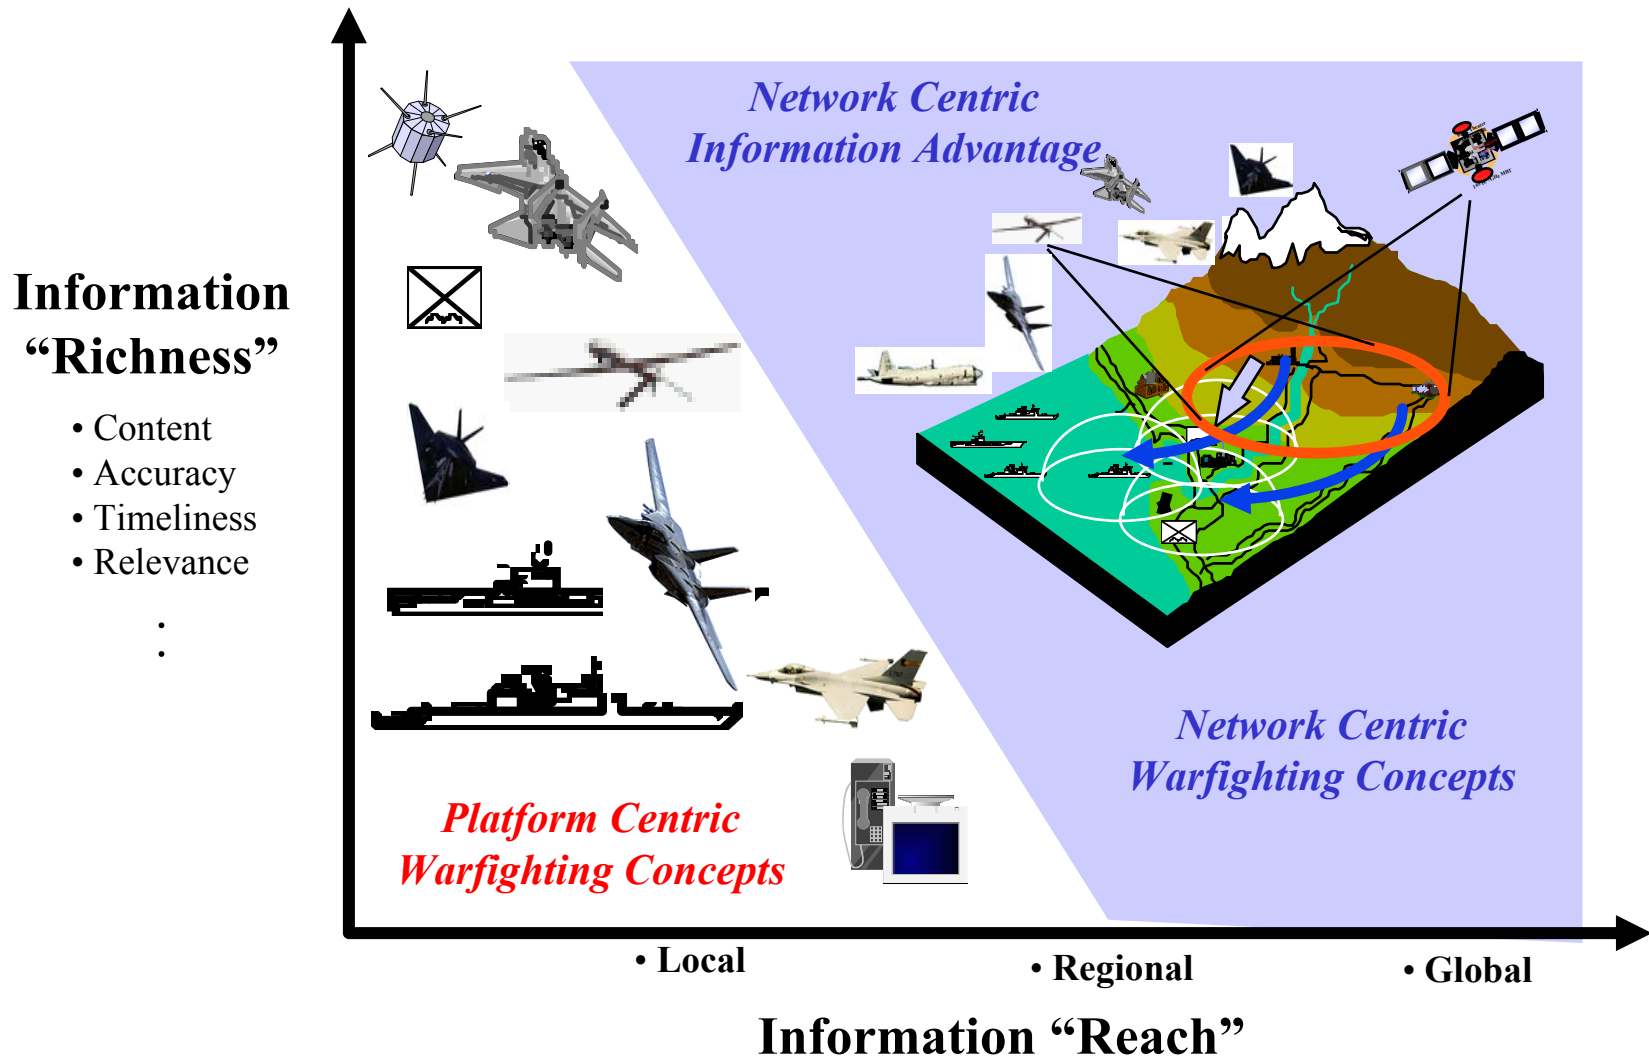 Network Centric
Information Advantage
Information
“Richness”
• Content
• Accuracy
• Timeliness
• Relevance
.
.
Network Centric
Warfighting Concepts
Platform Centric
Warfighting Concepts
• Local
• Regional
• Global
Information “Reach”